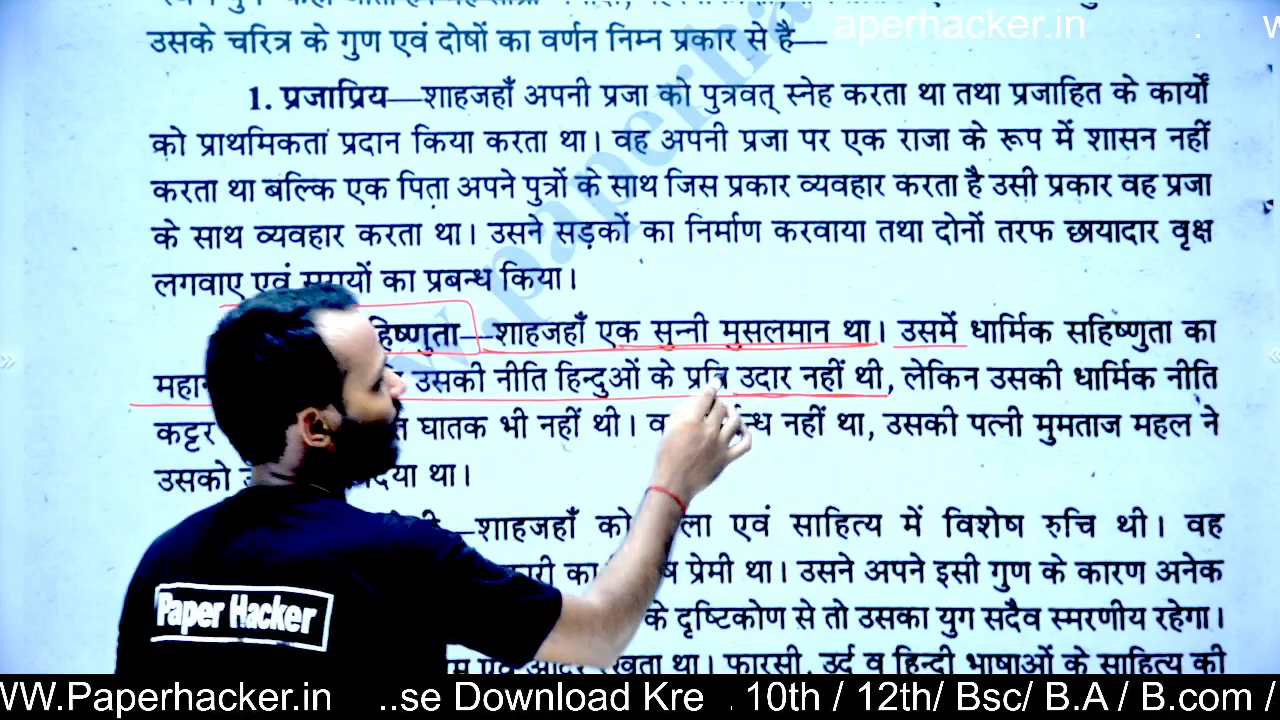 aperhacker.in
उसके चरित्र के गुण एवं दोषों का वर्णन निम्न प्रकार से है—
1. प्रजाप्रिय—शाहजहाँ अपनी प्रजा को पुत्रवत् स्नेह करता था तथा प्रजाहित के कार्यों
को प्राथमिकता प्रदान किया करता था। वह अपनी प्रजा पर एक राजा के रूप में शासन नहीं
करता था बल्कि एक पिता अपने पुत्रों के साथ जिस प्रकार व्यवहार करता है उसी प्रकार वह प्रजा
के साथ व्यवहार करता था। उसने सड़कों का निर्माण करवाया तथा दोनों तरफ छायादार वृक्ष
लगवाए एवं सरायों का प्रबन्ध किया।
हिष्णुता—शाहजहाँ एक सुन्नी मुसलमान था। उसमें धार्मिक सहिष्णुता का
उसकी नीति हिन्दुओं के प्रति उदार नहीं थी, लेकिन उसकी धार्मिक नीति
कट्टर घातक भी नहीं थी। नहीं था, उसकी पत्नी मुमताज महल ने
उसको दिया था।
—शाहजहाँ को एवं साहित्य में विशेष रुचि थी। वह
का प्रेमी था। उसने अपने इसी गुण के कारण अनेक
के दृष्टिकोण से तो उसका युग सदैव स्मरणीय रहेगा।
एवं आदर रखता था। फारसी, उर्दू व हिन्दी भाषाओं के साहित्य की
Paper Hacker
WW.Paperhacker.in ..se Download Kre 10th / 12th/ Bsc/ B.A / B.com /